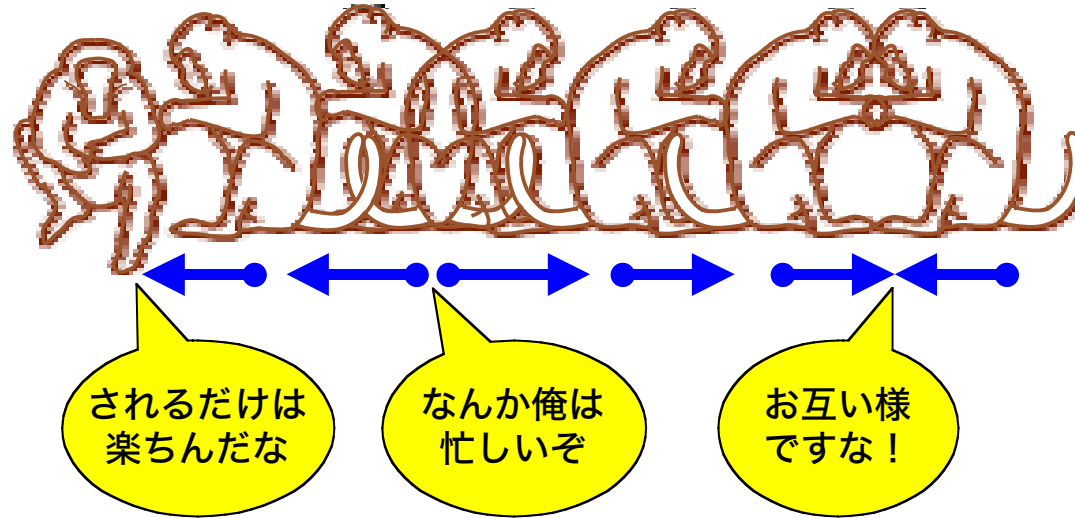 されるだけは
楽ちんだな
なんか俺は
忙しいぞ
お互い様
ですな！